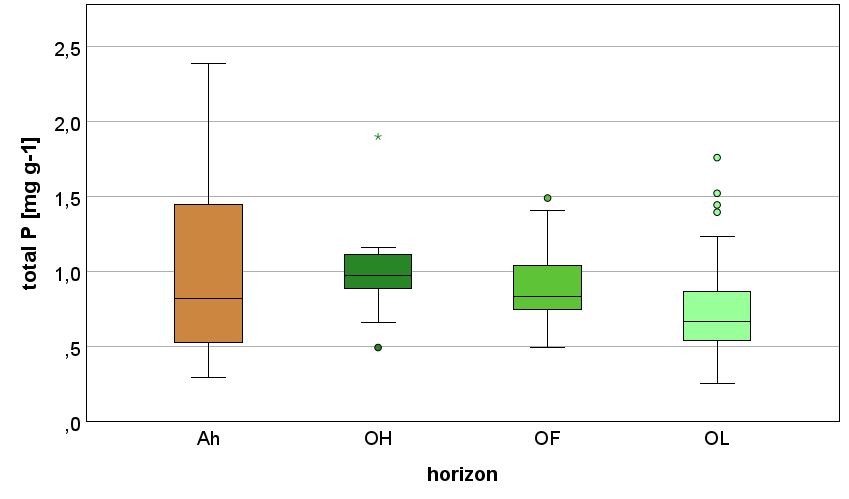 total P [mg g-1]
2,5
2,0
1,5
1,0
,5
,0
Ah OH OF OL
horizon